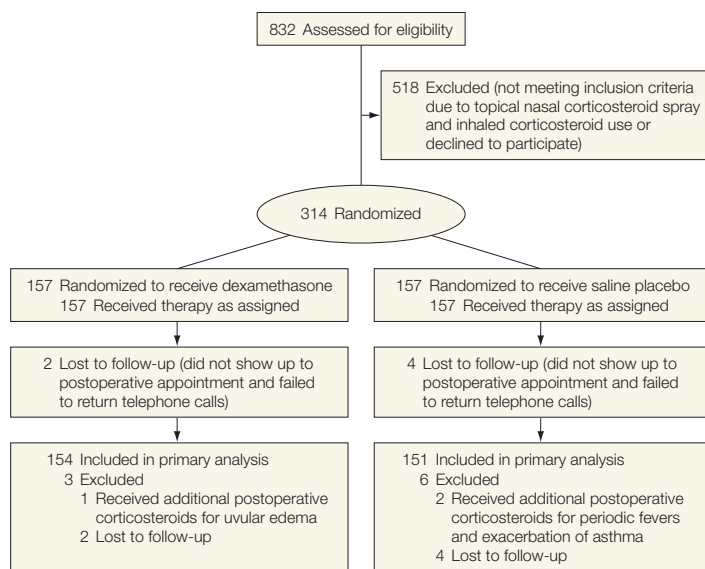 832 Assessed for eligibility
518 Excluded (not meeting inclusion criteria
due to topical nasal corticosteroid spray
and inhaled corticosteroid use or
declined to participate)
314 Randomized
157 Randomized to receive dexamethasone
157 Received therapy as assigned
157 Randomized to receive saline placebo
157 Received therapy as assigned
2 Lost to follow-up (did not show up to
postoperative appointment and failed
to return telephone calls)
4 Lost to follow-up (did not show up to
postoperative appointment and failed
to return telephone calls)
154 Included in primary analysis
3 Excluded
1 Received additional postoperative
corticosteroids for uvular edema
2 Lost to follow-up
151 Included in primary analysis
6 Excluded
2 Received additional postoperative
corticosteroids for periodic fevers
and exacerbation of asthma
4 Lost to follow-up